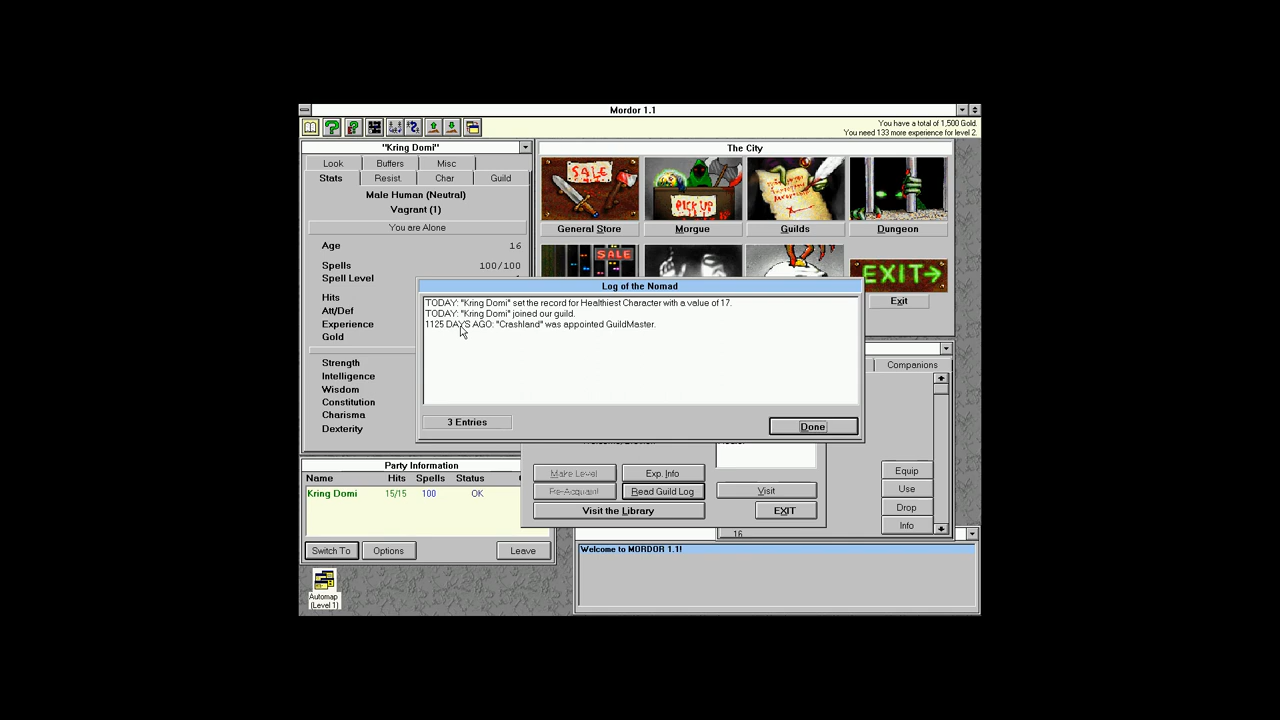 Mordor 1.1
You have a total of 1,500 Gold.
You need 133 more experience for level 2.
"Kring Domi"
Look Buffers Misc
Stats Resist. Char Guild
Male Human (Neutral)
Vagrant (1)
You are Alone
Age 16
Spells 100/100
Spell Level
Hits
Att/Def
Experience
Gold
Strength
Intelligence
Wisdom
Constitution
Charisma
Dexterity
The City
SALE
PICK UP
General Store Morgue Guilds Dungeon
SALE
EXIT
Exit
Log of the Nomad
TODAY: "Kring Domi" set the record for Healthiest Character with a value of 17.
TODAY: "Kring Domi" joined our guild.
1125 DAYS AGO: "Crashland" was appointed GuildMaster.
3 Entries
Done
Companions
Make Level Exp. Info
Re-Acquaint Read Guild Log Visit
Visit the Library EXIT
Equip
Use
Drop
Info
16
Party Information
Name Hits Spells Status
Kring Domi 15/15 100 OK
Switch To Options Leave
Welcome to MORDOR 1.1!
Automap
(Level 1)